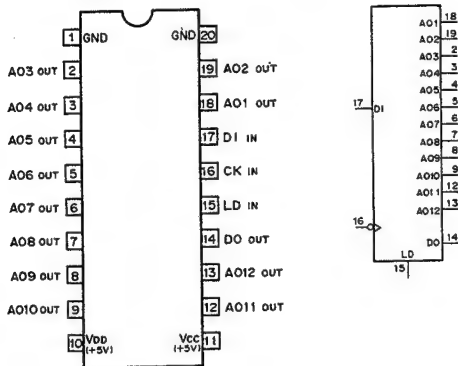 1 GND GND 20
AO3 OUT 2 19 AO2 OUT
AO4 OUT 3 18 AO1 OUT
AO5 OUT 4 17 DI IN
AO6 OUT 5 16 CK IN
AO7 OUT 6 15 LD IN
AO8 OUT 7 14 DO OUT
AO9 OUT 8 13 AO12 OUT
AO10 OUT 9 12 AO11 OUT
10 VDD VCC 11
(+5V) (+5V)
AO1 18
AO2 19
AO3 2
AO4 3
AO5 4
17 DI AO6 5
AO7 6
AO8 7
AO9 8
AO10 9
AO11 12
AO12 13
16
DO 14
LD
15